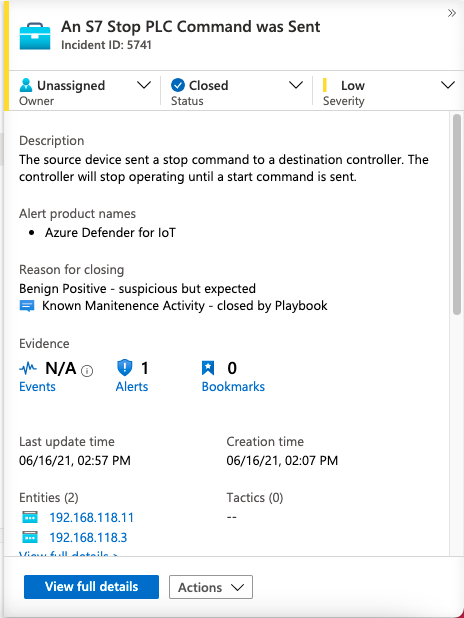 An S7 Stop PLC Command was Sent
Incident ID: 5741
Unassigned
Owner
Closed
Status
Low
Severity
Description
The source device sent a stop command to a destination controller. The
controller will stop operating until a start command is sent.
Alert product names
• Azure Defender for IoT
Reason for closing
Benign Positive - suspicious but expected
Known Manitenence Activity - closed by Playbook
Evidence
N/A
Events
1
Alerts
0
Bookmarks
Last update time
06/16/21, 02:57 PM
Creation time
06/16/21, 02:07 PM
Entities (2)
192.168.118.11
192.168.118.3
View full details >
Tactics (0)
--
View full details
Actions